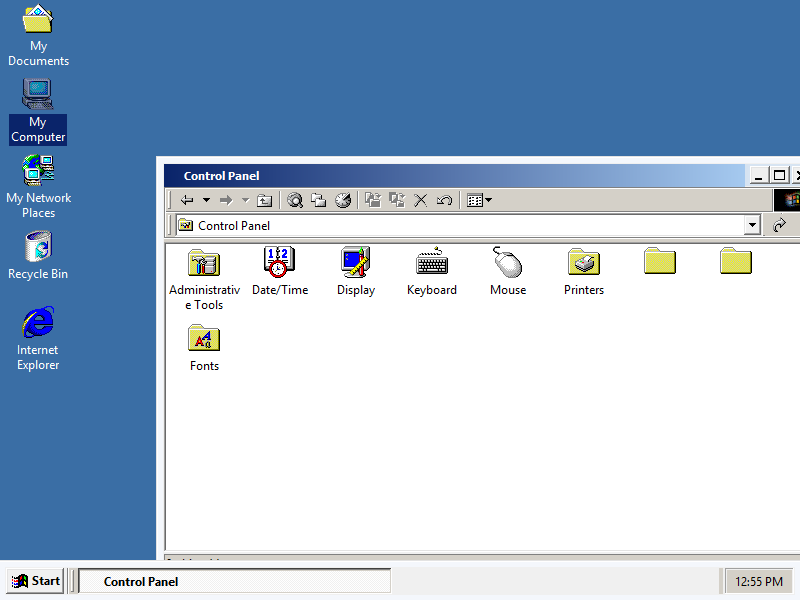 My
Documents
My
Computer
My Network
Places
Recycle Bin
Internet
Explorer
Control Panel
Control Panel
Administrativ
e Tools
Date/Time
Display
Keyboard
Mouse
Printers
Fonts
Start
Control Panel
12:55 PM